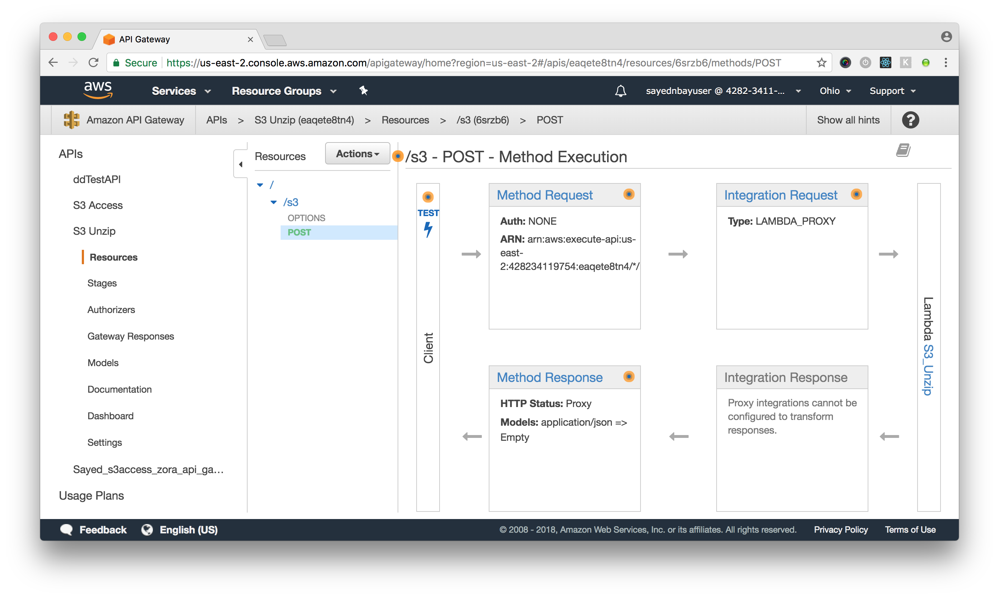 API Gateway
Secure https://us-east-2.console.aws.amazon.com/apigateway/home?region=us-east-2#/apis/eaqete8tn4/resources/6srzb6/methods/POST
K
aws Services Resource Groups sayednbayuser @ 4282-3411-... Ohio Support
Amazon API Gateway APIs > S3 Unzip (eaqete8tn4) > Resources > /s3 (6srzb6) > POST Show all hints ?
APIs
ddTestAPI
S3 Access
S3 Unzip
Resources
Stages
Authorizers
Gateway Responses
Models
Documentation
Dashboard
Settings
Sayed_s3access_zora_api_ga...
Usage Plans
Resources Actions
/
/s3
OPTIONS
POST
/s3 - POST - Method Execution
TEST
Client
Method Request
Auth: NONE
ARN: arn:aws:execute-api:us-
east-
2:428234119754:eaqete8tn4/*/
Integration Request
Type: LAMBDA_PROXY
Lambda S3_Unzip
Method Response
HTTP Status: Proxy
Models: application/json =>
Empty
Integration Response
Proxy integrations cannot be
configured to transform
responses.
Feedback English (US) © 2008 - 2018, Amazon Web Services, Inc. or its affiliates. All rights reserved. Privacy Policy Terms of Use